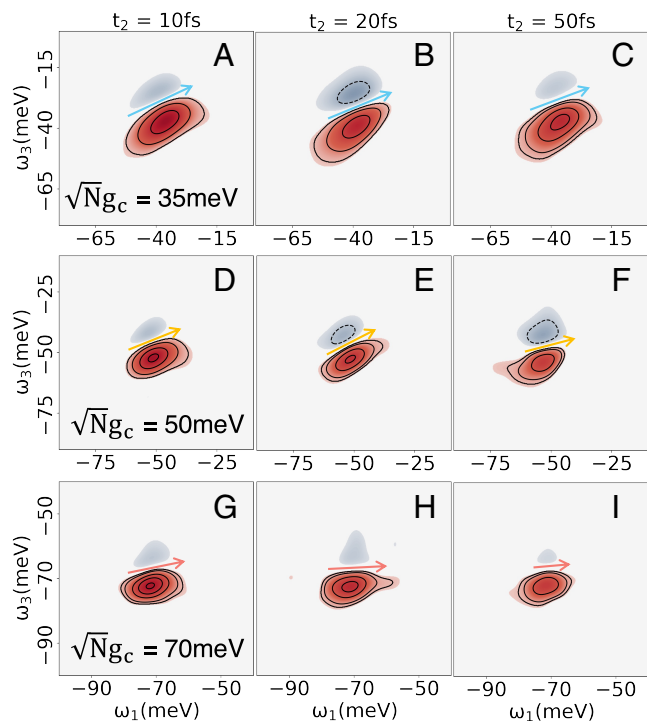 t₂ = 10fs t₂ = 20fs t₂ = 50fs
A B C
−15
−40
−65
ω₃(meV)
√Ng_c = 35meV
−65 −40 −15 −65 −40 −15 −65 −40 −15
D E F
−25
−50
−75
ω₃(meV)
√Ng_c = 50meV
−75 −50 −25 −75 −50 −25 −75 −50 −25
G H I
−50
−70
−90
ω₃(meV)
√Ng_c = 70meV
−90 −70 −50 −90 −70 −50 −90 −70 −50
ω₁(meV) ω₁(meV) ω₁(meV)